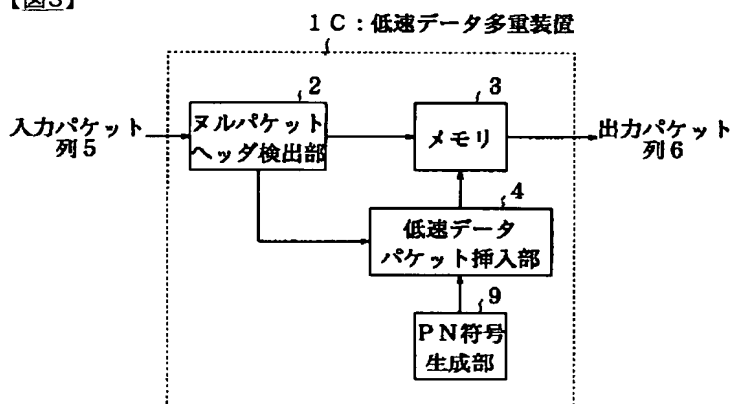 【図3】
1C:低速データ多重装置
2
3
入力パケット
列5
ヌルパケット
ヘッダ検出部
メモリ
出力パケット
列6
4
低速データ
パケット挿入部
9
PN符号
生成部